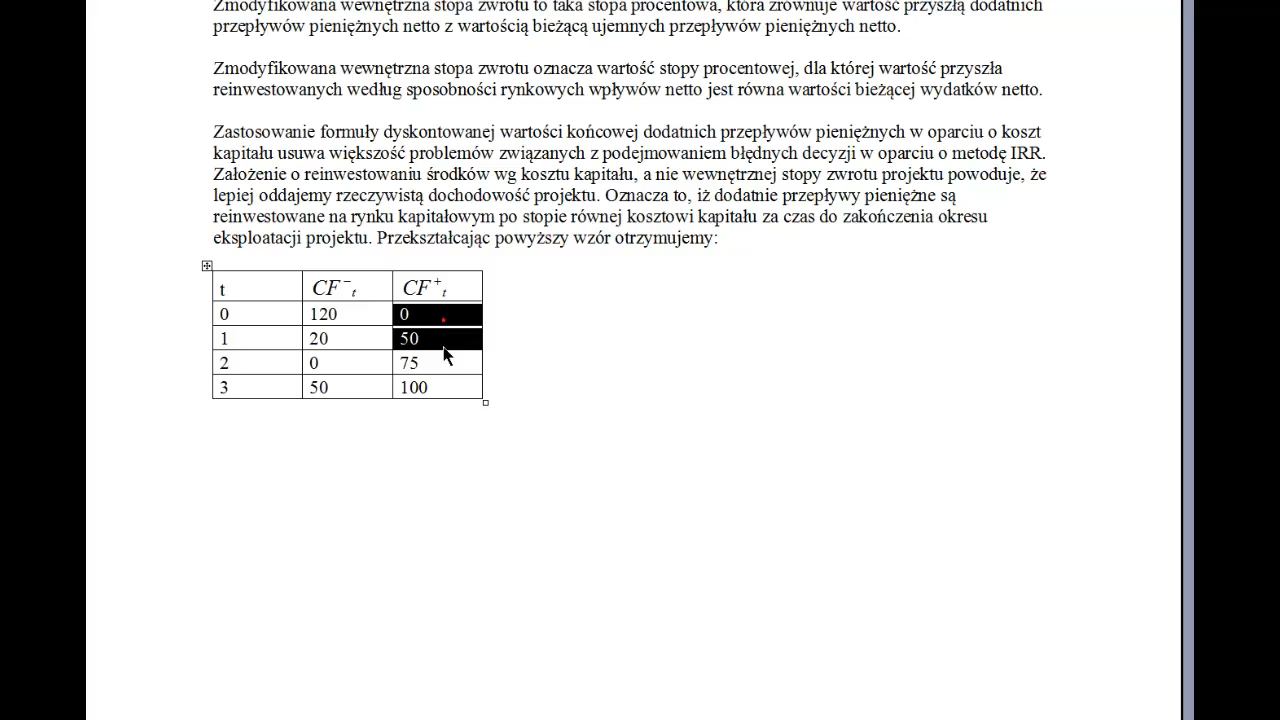 Zmodyfikowana wewnętrzna stopa zwrotu to taka stopa procentowa, która zrównuje wartość przyszłą dodatnich
przepływów pieniężnych netto z wartością bieżącą ujemnych przepływów pieniężnych netto.
Zmodyfikowana wewnętrzna stopa zwrotu oznacza wartość stopy procentowej, dla której wartość przyszła
reinwestowanych według sposobności rynkowych wpływów netto jest równa wartości bieżącej wydatków netto.
Zastosowanie formuły dyskontowanej wartości końcowej dodatnich przepływów pieniężnych w oparciu o koszt
kapitału usuwa większość problemów związanych z podejmowaniem błędnych decyzji w oparciu o metodę IRR.
Założenie o reinwestowaniu środków wg kosztu kapitału, a nie wewnętrznej stopy zwrotu projektu powoduje, że
lepiej oddajemy rzeczywistą dochodowość projektu. Oznacza to, iż dodatnie przepływy pieniężne są
reinwestowane na rynku kapitałowym po stopie równej kosztowi kapitału za czas do zakończenia okresu
eksploatacji projektu. Przekształcając powyższy wzór otrzymujemy:
t CF⁻ₜ CF⁺ₜ
0 120 0
1 20 50
2 0 75
3 50 100